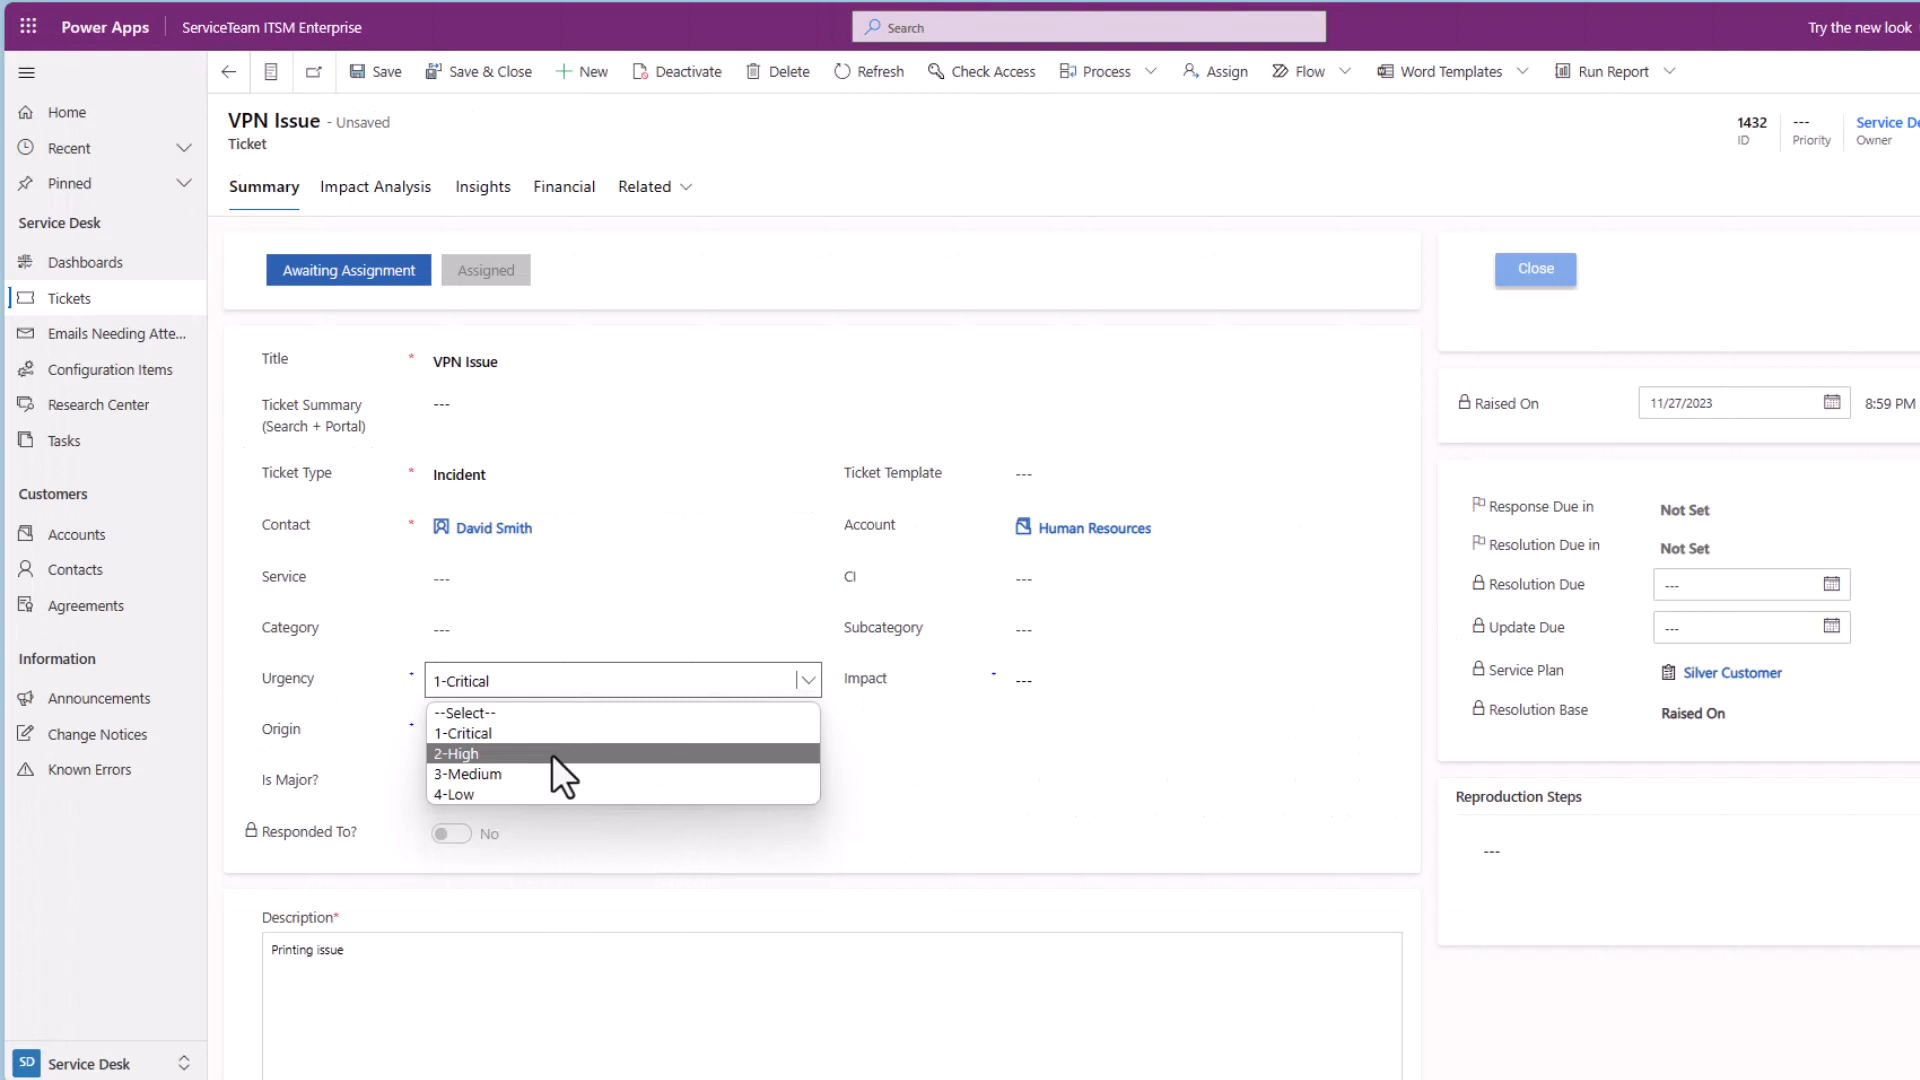 Power Apps
ServiceTeam ITSM Enterprise
Search
Try the new look
Save
Save & Close
New
Deactivate
Delete
Refresh
Check Access
Process
Assign
Flow
Word Templates
Run Report
Home
Recent
Pinned
Service Desk
Dashboards
Tickets
Emails Needing Atte...
Configuration Items
Research Center
Tasks
Customers
Accounts
Contacts
Agreements
Information
Announcements
Change Notices
Known Errors
SD
Service Desk
VPN Issue - Unsaved
Ticket
1432
ID
---
Priority
Service De
Owner
Summary
Impact Analysis
Insights
Financial
Related
Awaiting Assignment
Assigned
Title * VPN Issue
Ticket Summary
(Search + Portal)
---
Ticket Type * Incident
Ticket Template ---
Contact * David Smith
Account Human Resources
Service ---
CI ---
Category ---
Subcategory ---
Urgency 1-Critical
Impact ---
--Select--
1-Critical
2-High
3-Medium
4-Low
Origin
Is Major?
Responded To? No
Description*
Printing issue
Close
Raised On 11/27/2023 8:59 PM
Response Due in Not Set
Resolution Due in Not Set
Resolution Due ---
Update Due ---
Service Plan Silver Customer
Resolution Base Raised On
Reproduction Steps
---